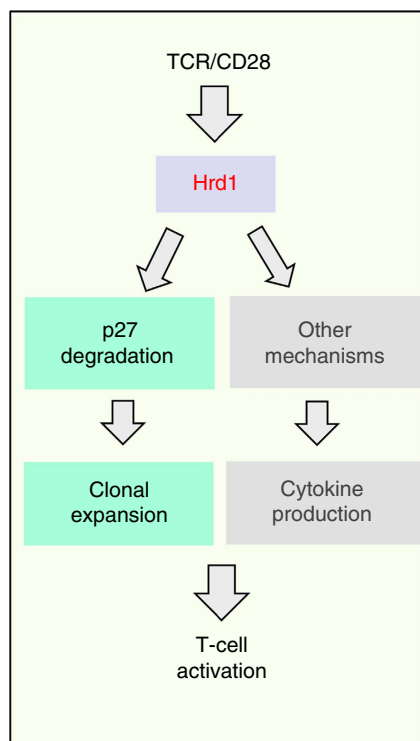 TCR/CD28
Hrd1
p27
degradation
Other
mechanisms
Clonal
expansion
Cytokine
production
T-cell
activation